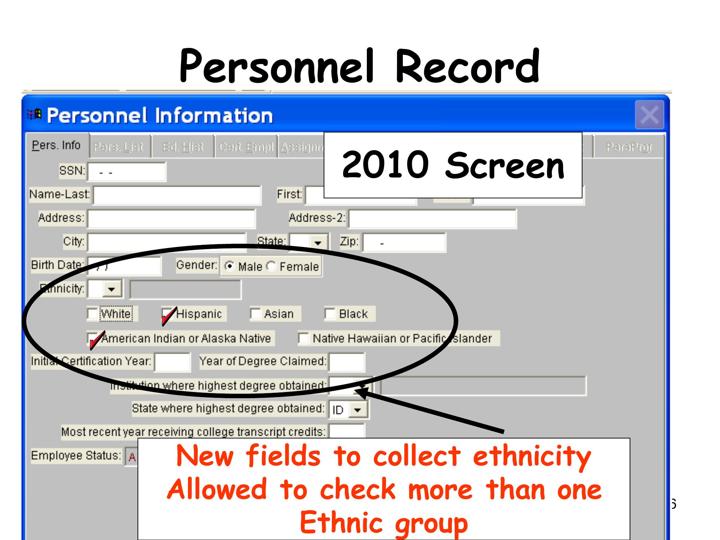 Personnel Record
Personnel Information
Pers. Info Pers. List Ed. Hist Cert. Empl
2010 Screen
SSN: - -
Name-Last: First:
Address: Address-2:
City: State: Zip: -
Birth Date: / / Gender: Male Female
Ethnicity:
White Hispanic Asian Black
American Indian or Alaska Native Native Hawaiian or Pacific Islander
Initial Certification Year: Year of Degree Claimed:
Institution where highest degree obtained:
State where highest degree obtained: ID
Most recent year receiving college transcript credits:
Employee Status: A
New fields to collect ethnicity
Allowed to check more than one
Ethnic group
6